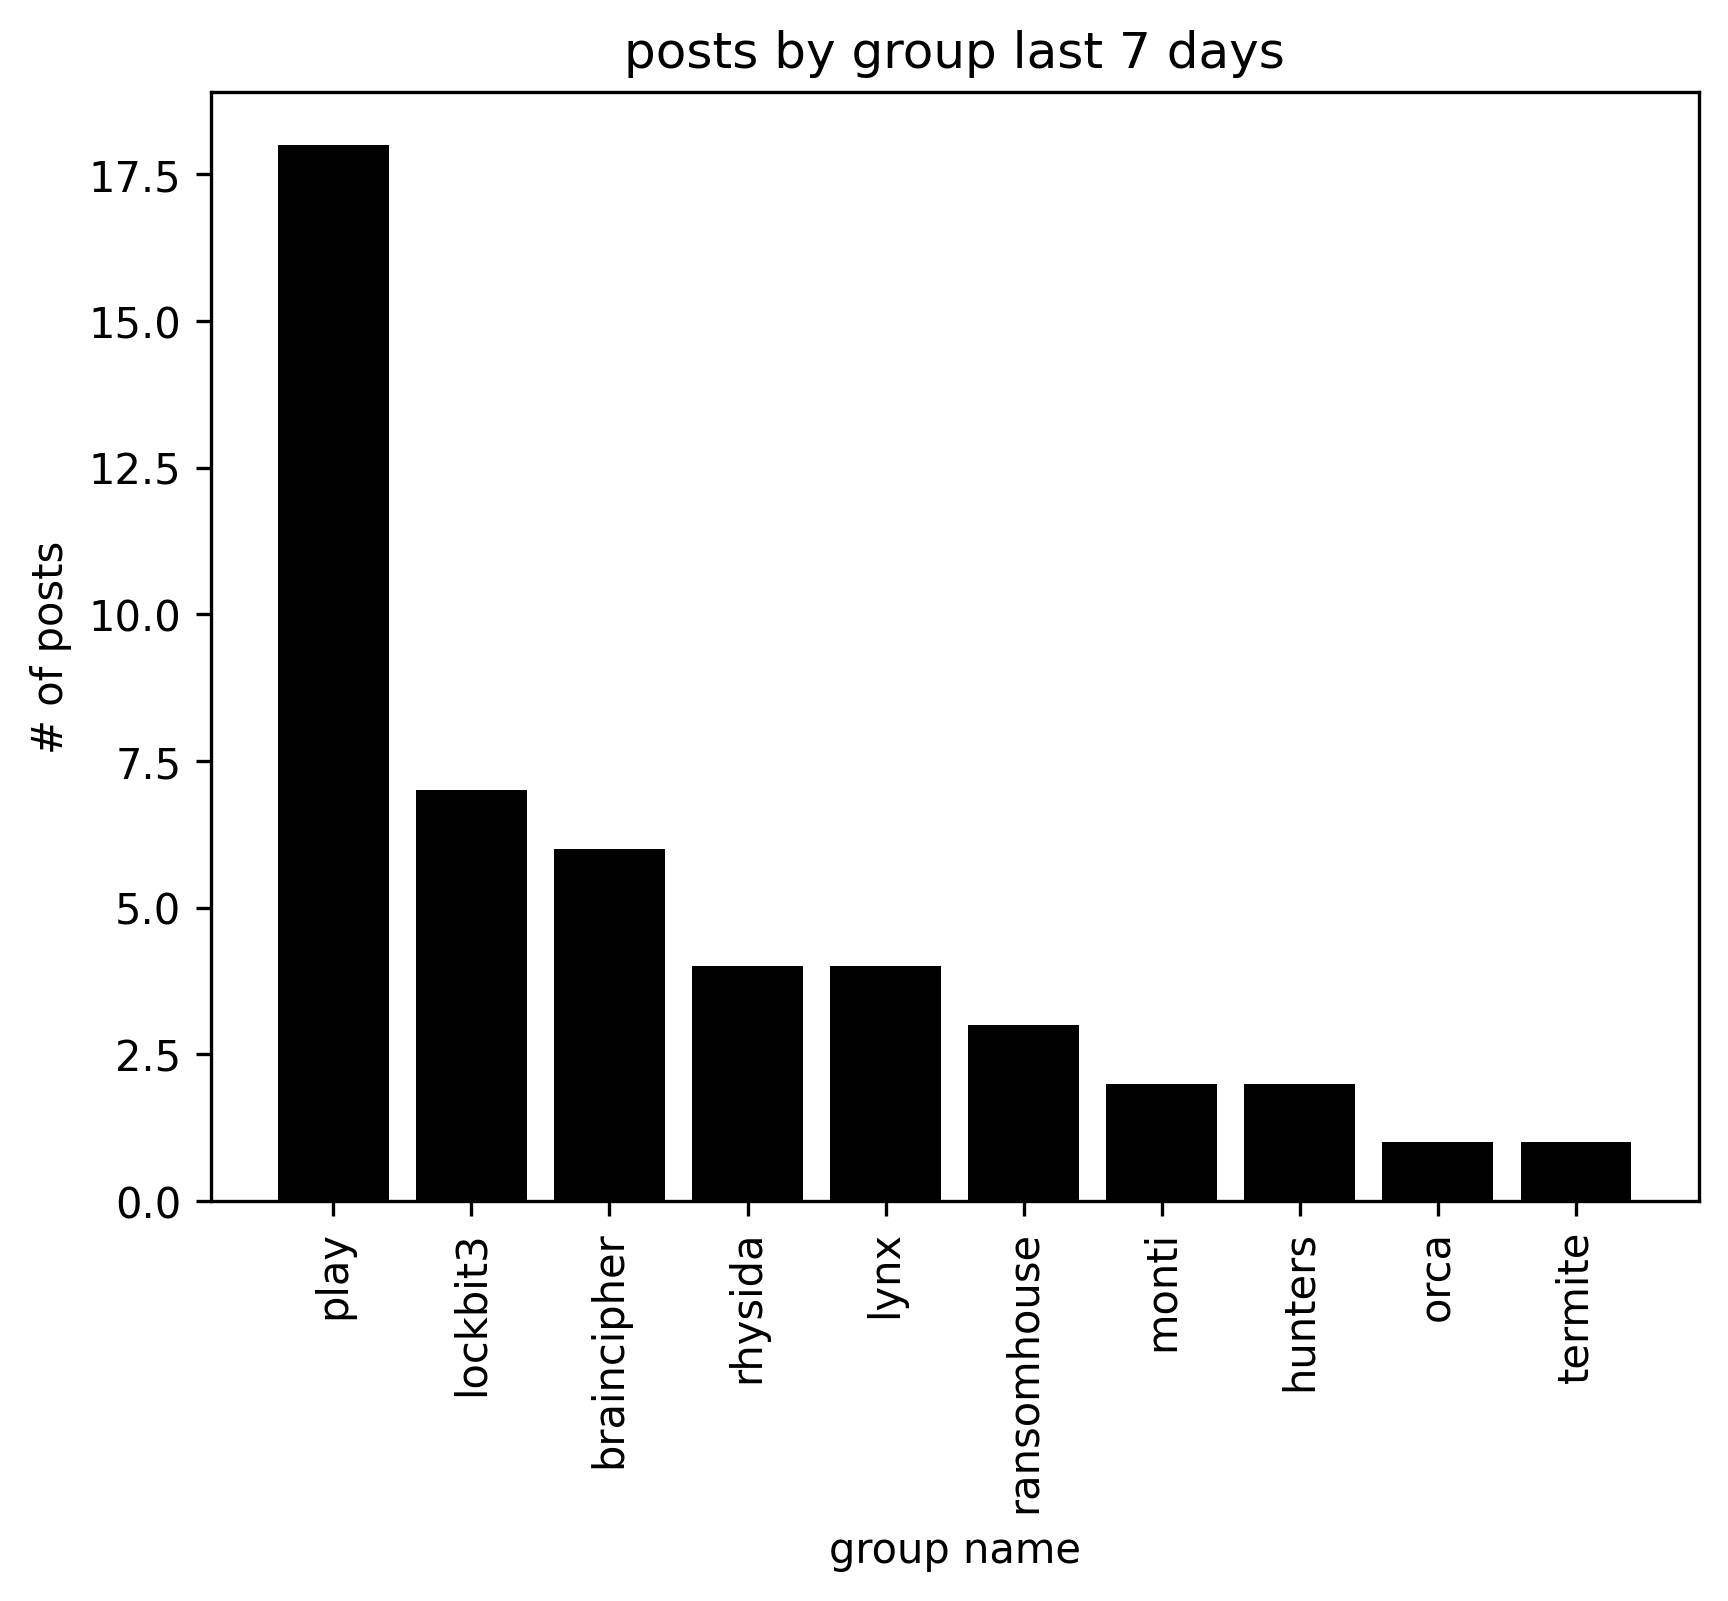 posts by group last 7 days
17.5
15.0
12.5
10.0
7.5
5.0
2.5
0.0
# of posts
play
lockbit3
braincipher
rhysida
lynx
ransomhouse
monti
hunters
orca
termite
group name